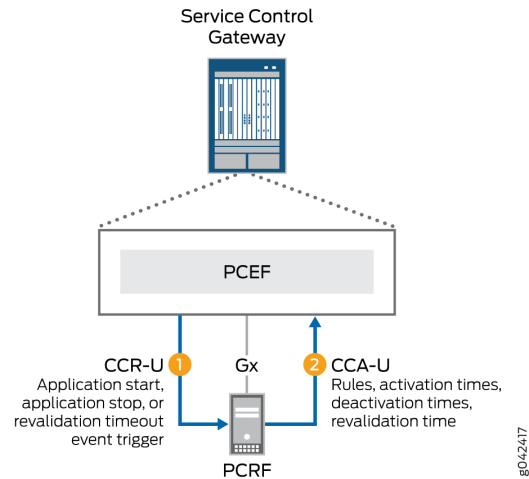 Service Control
Gateway
PCEF
CCR-U
1
Application start,
application stop, or
revalidation timeout
event trigger
Gx
2
CCA-U
Rules, activation times,
deactivation times,
revalidation time
PCRF
g042417